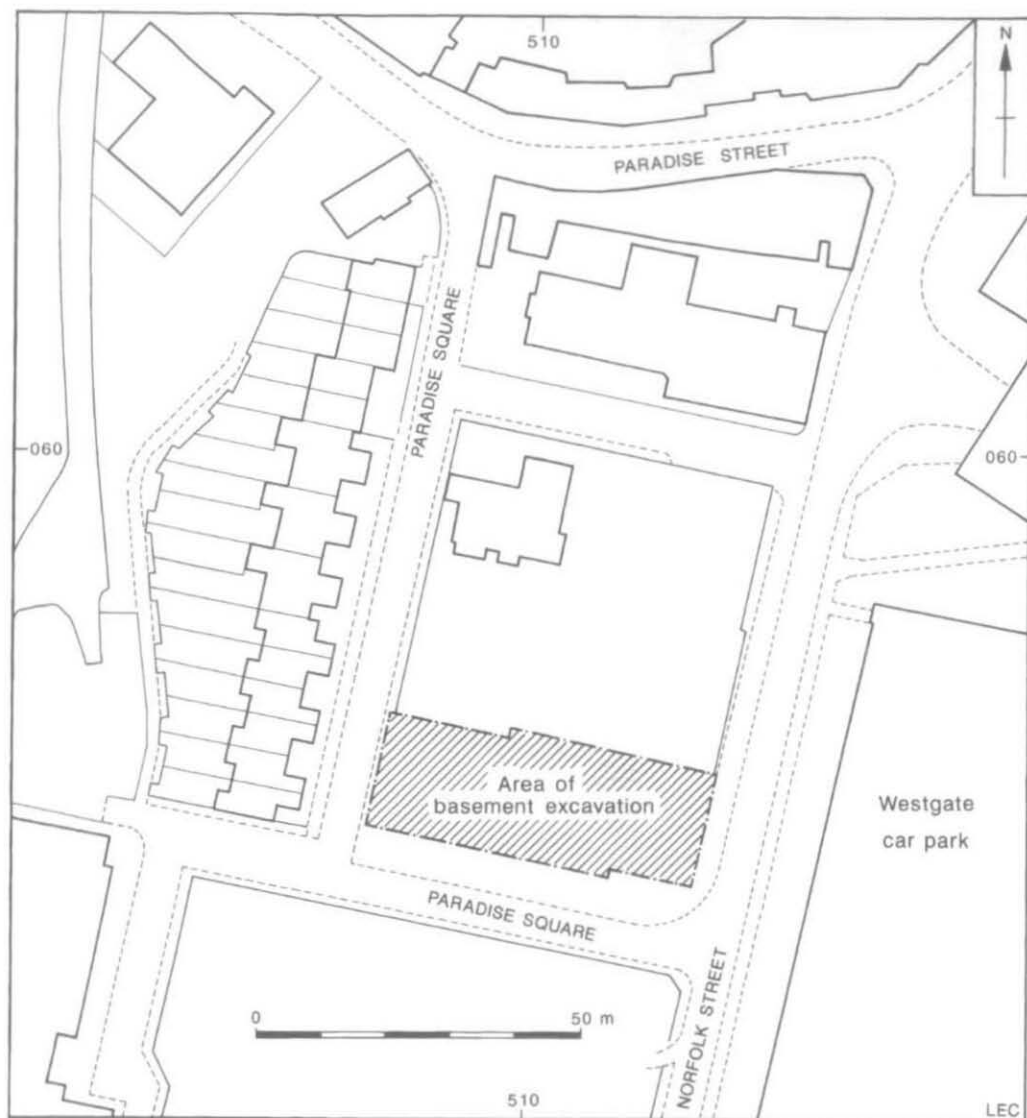 510
N
PARADISE STREET
PARADISE SQUARE
060
060
Area of
basement excavation
Westgate
car park
PARADISE SQUARE
NORFOLK STREET
0 50 m
510
LEC